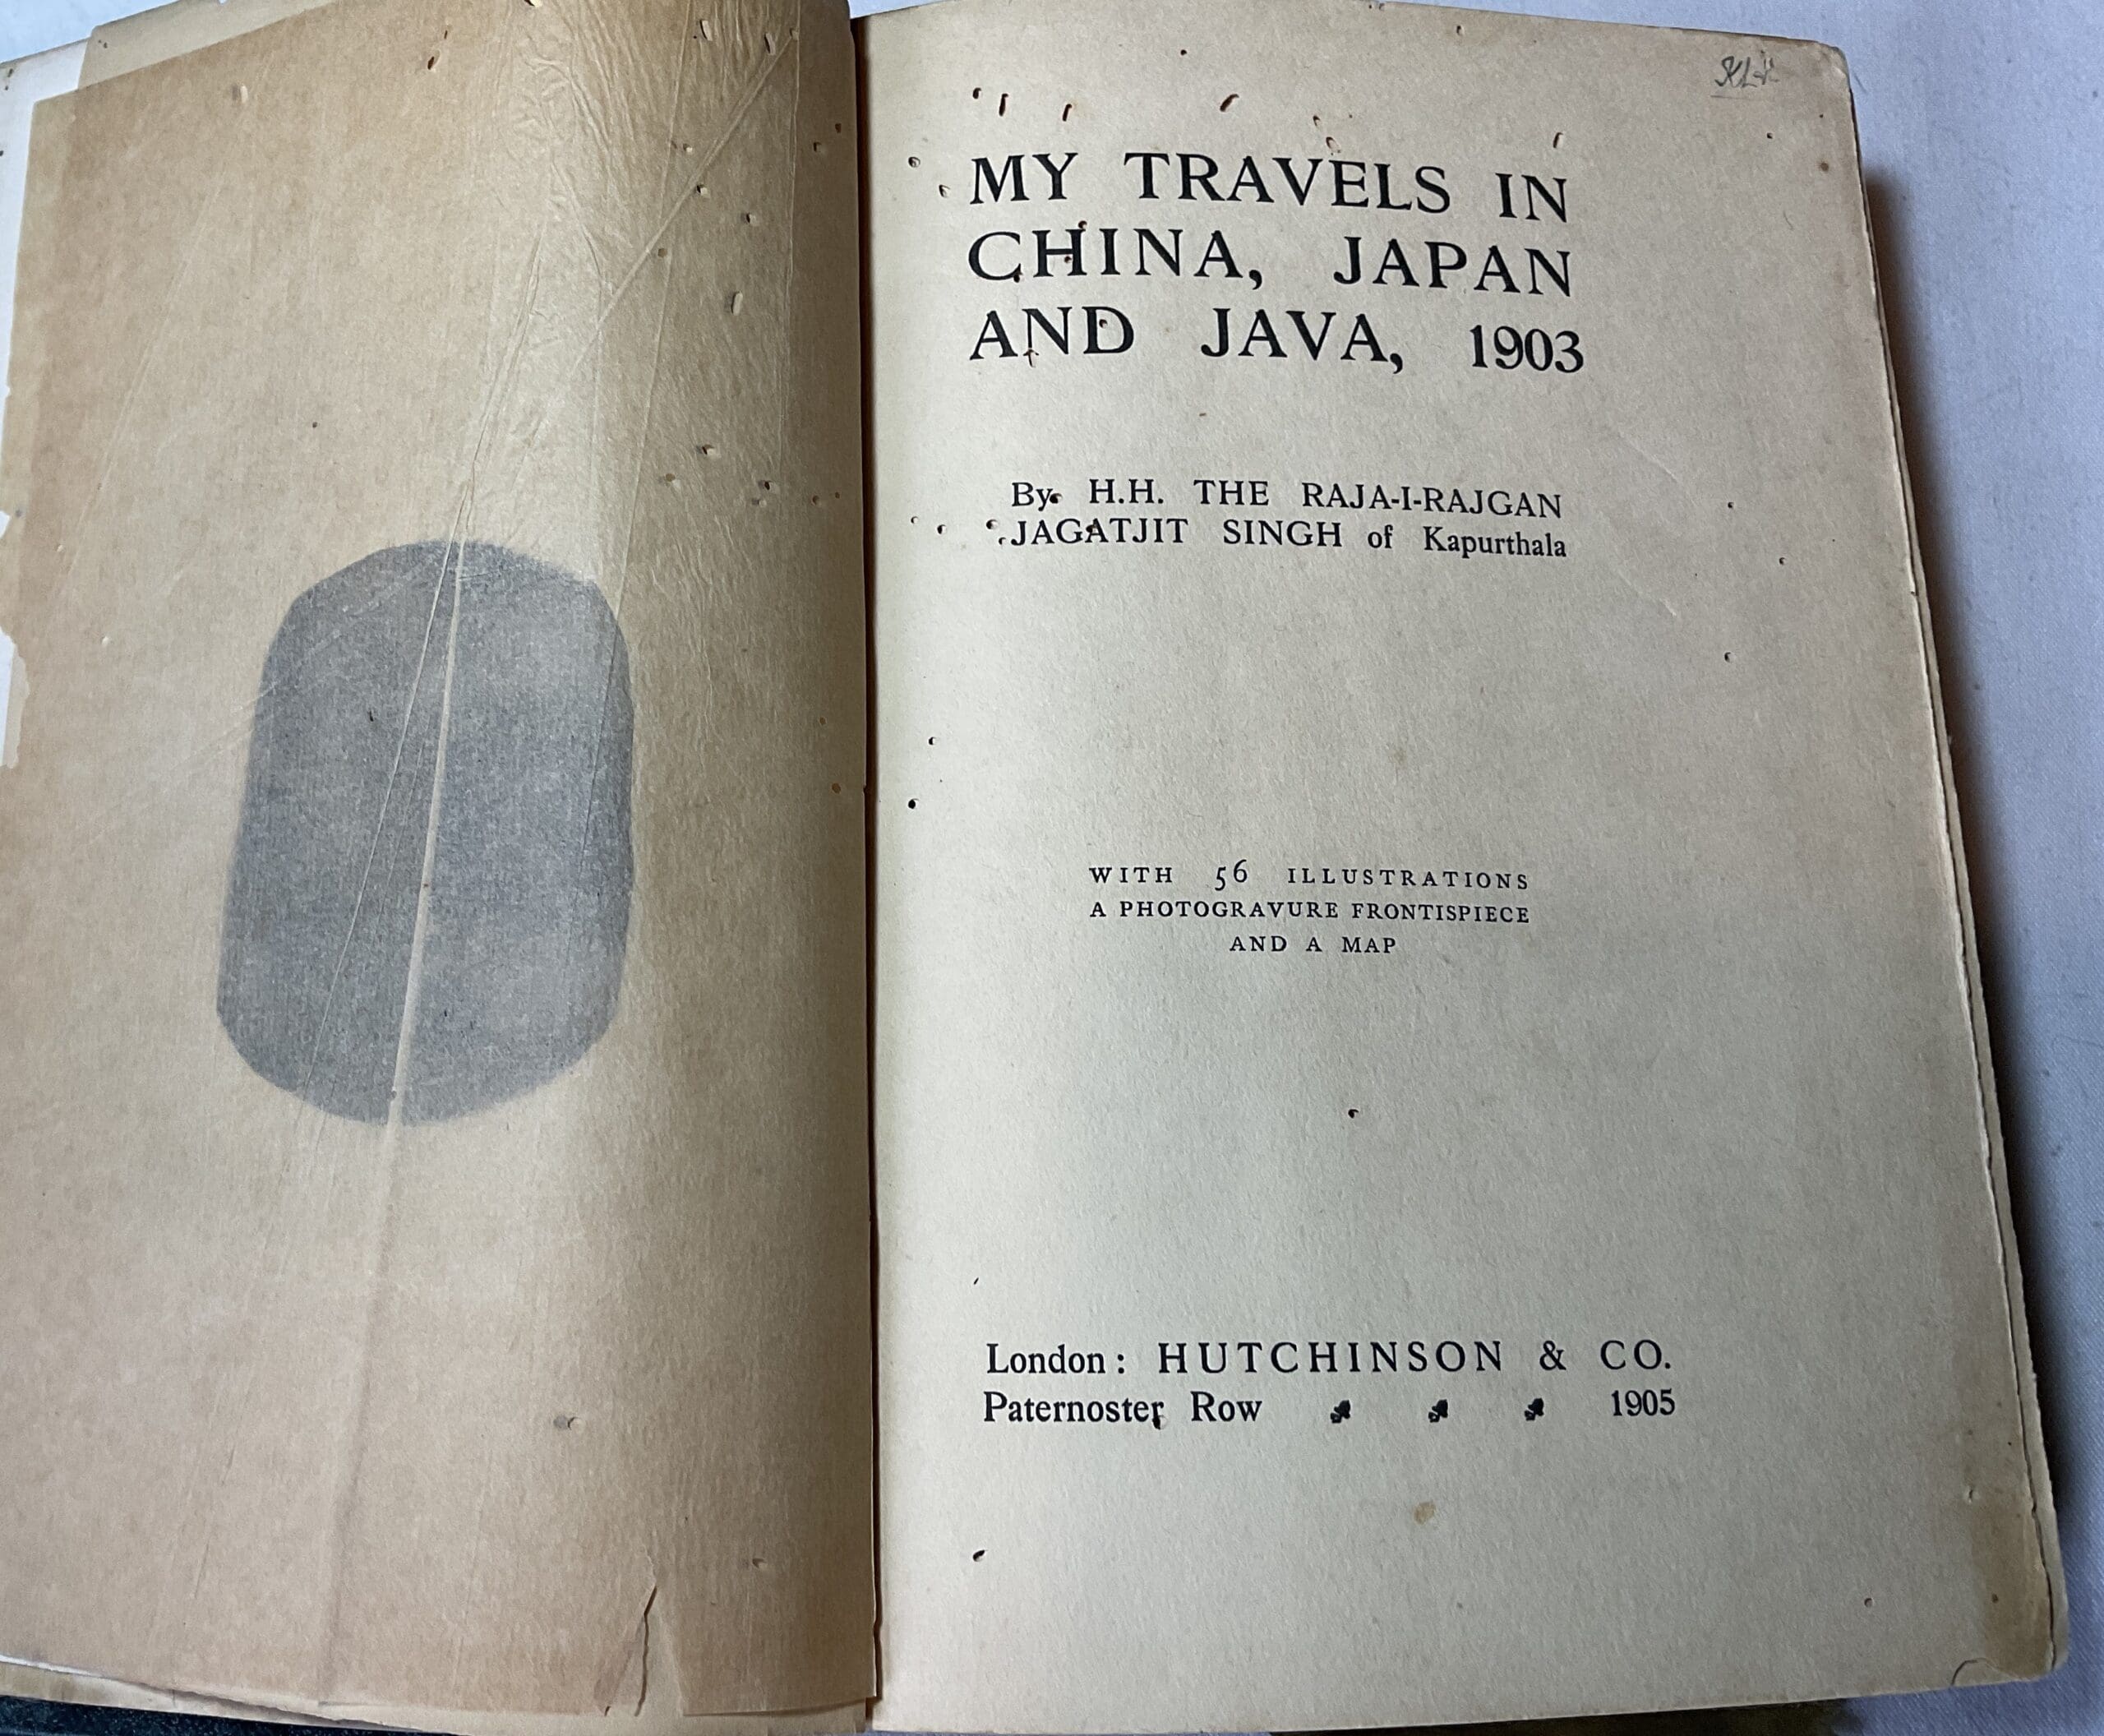 MY TRAVELS IN
CHINA, JAPAN
AND JAVA, 1903
By H.H. THE RAJA-I-RAJGAN
JAGATJIT SINGH of Kapurthala
WITH 56 ILLUSTRATIONS
A PHOTOGRAVURE FRONTISPIECE
AND A MAP
London: HUTCHINSON & CO.
Paternoster Row 1905